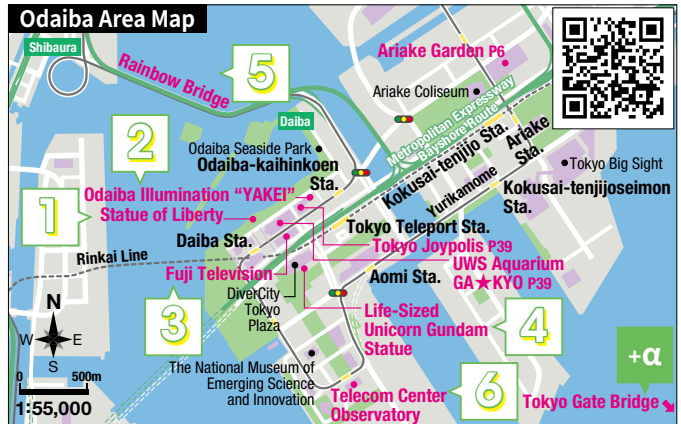 Odaiba Area Map
Shibaura
Rainbow Bridge
5
Ariake Garden P6
Ariake Coliseum
Metropolitan Expressway
Bayshore Route
Daiba
2
Odaiba Seaside Park
Odaiba-kaihinkoen
Sta.
Kokusai-tenjijo Sta.
Ariake
Sta.
Tokyo Big Sight
Kokusai-tenjijoseimon
Sta.
Yurikamome
1
Odaiba Illumination “YAKEI”
Statue of Liberty
Daiba Sta.
Tokyo Teleport Sta.
Tokyo Joypolis P39
Rinkai Line
Fuji Television
UWS Aquarium
GA★KYO P39
Aomi Sta.
3
DiverCity
Tokyo
Plaza
Life-Sized
Unicorn Gundam
Statue
4
N
W E
S
0 500m
1:55,000
The National Museum of
Emerging Science
and Innovation
Telecom Center
Observatory
6
+α
Tokyo Gate Bridge